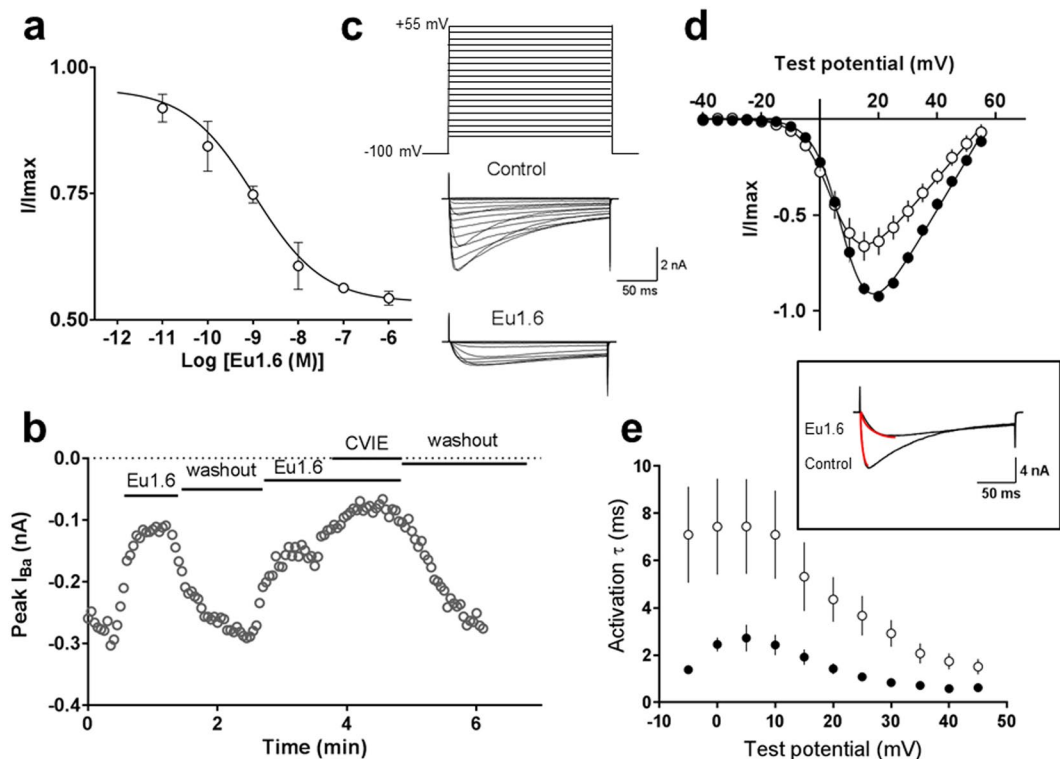 a
1.00
0.75
0.50
I/Imax
-12 -11 -10 -9 -8 -7 -6
Log [Eu1.6 (M)]
c
+55 mV
-100 mV
Control
2 nA
50 ms
Eu1.6
d
Test potential (mV)
-40 -20 20 40 60
I/Imax
-0.5
-1.0
b
CVIE
washout
Eu1.6
washout
Eu1.6
0.0
-0.1
-0.2
-0.3
-0.4
Peak IBa (nA)
0 2 4 6
Time (min)
e
Eu1.6
Control
4 nA
50 ms
10
8
6
4
2
0
Activation τ (ms)
-10 0 10 20 30 40 50
Test potential (mV)